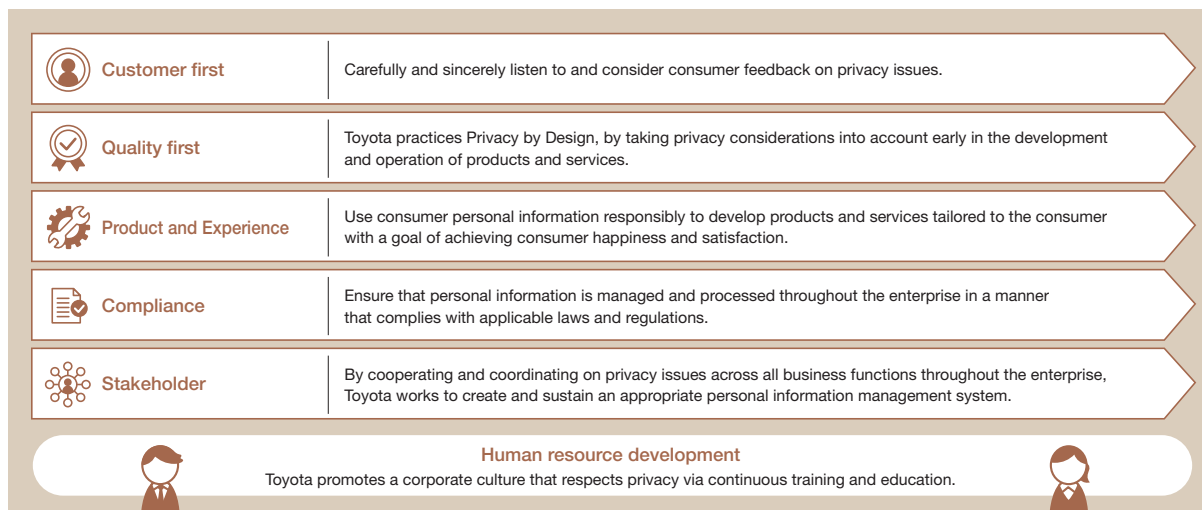 Customer first
Carefully and sincerely listen to and consider consumer feedback on privacy issues.
Quality first
Toyota practices Privacy by Design, by taking privacy considerations into account early in the development
and operation of products and services.
Product and Experience
Use consumer personal information responsibly to develop products and services tailored to the consumer
with a goal of achieving consumer happiness and satisfaction.
Compliance
Ensure that personal information is managed and processed throughout the enterprise in a manner
that complies with applicable laws and regulations.
Stakeholder
By cooperating and coordinating on privacy issues across all business functions throughout the enterprise,
Toyota works to create and sustain an appropriate personal information management system.
Human resource development
Toyota promotes a corporate culture that respects privacy via continuous training and education.